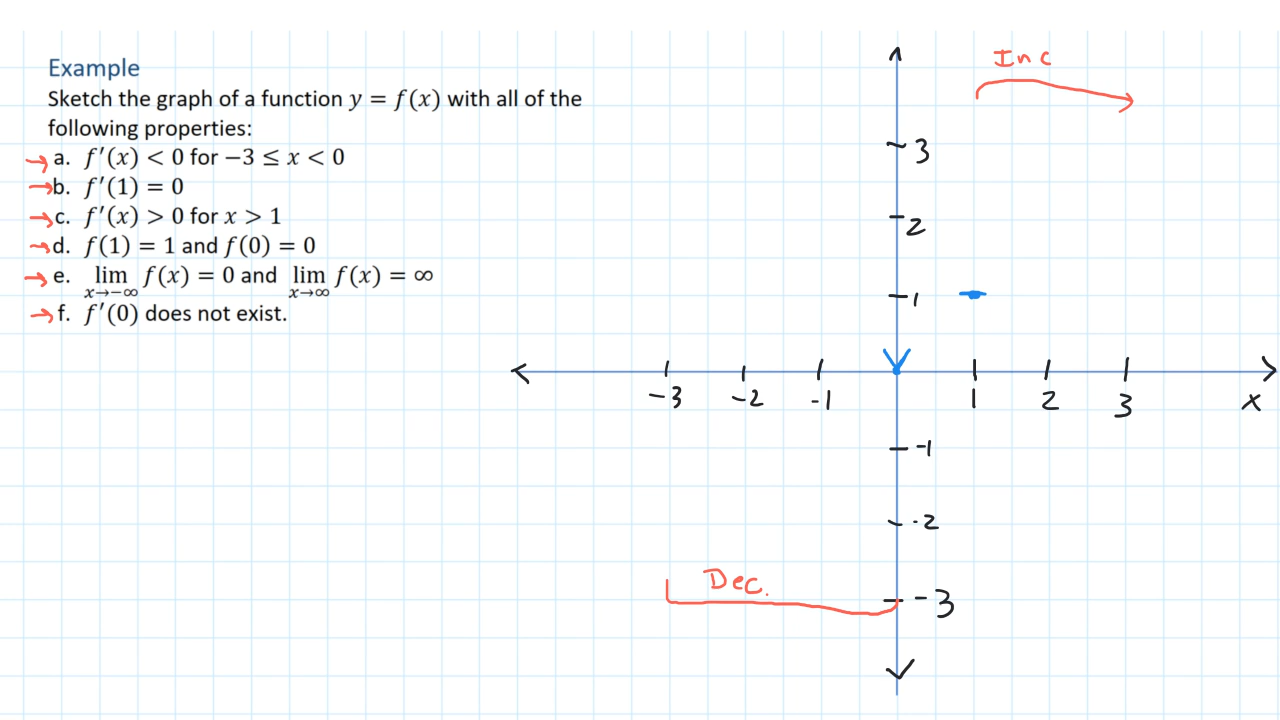 Example
Sketch the graph of a function y = f(x) with all of the
following properties:
a. f′(x) < 0 for −3 ≤ x < 0
b. f′(1) = 0
c. f′(x) > 0 for x > 1
d. f(1) = 1 and f(0) = 0
e. lim x→−∞ f(x) = 0 and lim x→∞ f(x) = ∞
f. f′(0) does not exist.
Inc
3
2
1
-3 -2 -1 1 2 3 x
-1
-2
Dec.
-3